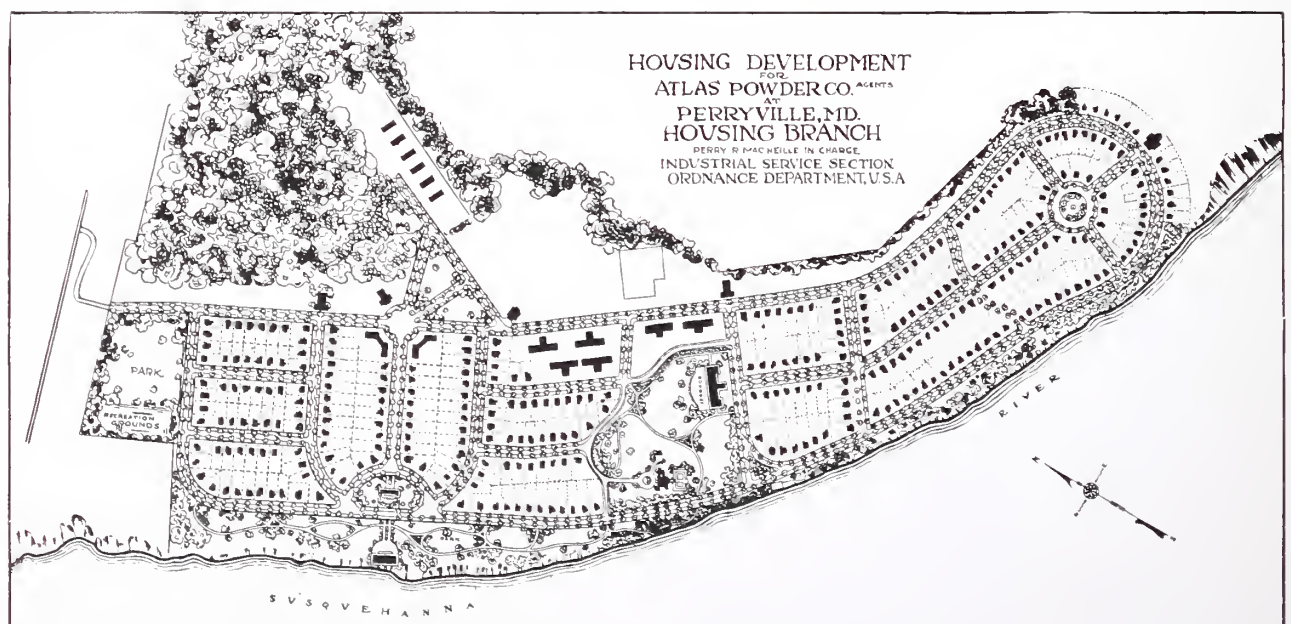 HOUSING DEVELOPMENT
FOR
ATLAS POWDER CO. AGENTS
AT
PERRYVILLE, MD.
HOUSING BRANCH
PERRY R MACNEILLE IN CHARGE
INDUSTRIAL SERVICE SECTION
ORDNANCE DEPARTMENT, U.S.A
PARK
RECREATION
GROUNDS
SVSQVEHANNA
RIVER